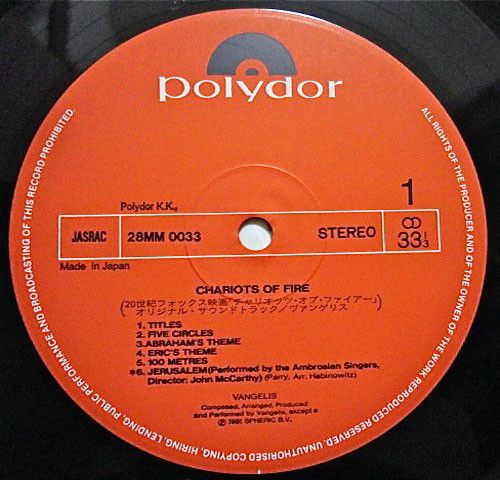 polydor
Polydor K.K.,
1
JASRAC 28MM 0033 STEREO 33 1/3
Made in Japan
CHARIOTS OF FIRE
(20世紀フォックス映画"チャリオッツ・オブ・ファイアー"
オリジナル・サウンドトラック/ヴァンゲリス)
1. TITLES
2. FIVE CIRCLES
3. ABRAHAM'S THEME
4. ERIC'S THEME
5. 100 METRES
*6. JERUSALEM (Performed by the Ambrosian Singers,
Director: John McCarthy) (Parry, Arr. Habinowitz)
VANGELIS
Composed, Arranged, Produced
and Performed by Vangelis, except *
℗ 1981 SPHERIC B.V.
ALL RIGHTS OF THE PRODUCER AND OF THE OWNER OF THE WORK REPRODUCED RESERVED. UNAUTHORISED COPYING, HIRING, LENDING, PUBLIC PERFORMANCE AND BROADCASTING OF THIS RECORD PROHIBITED.